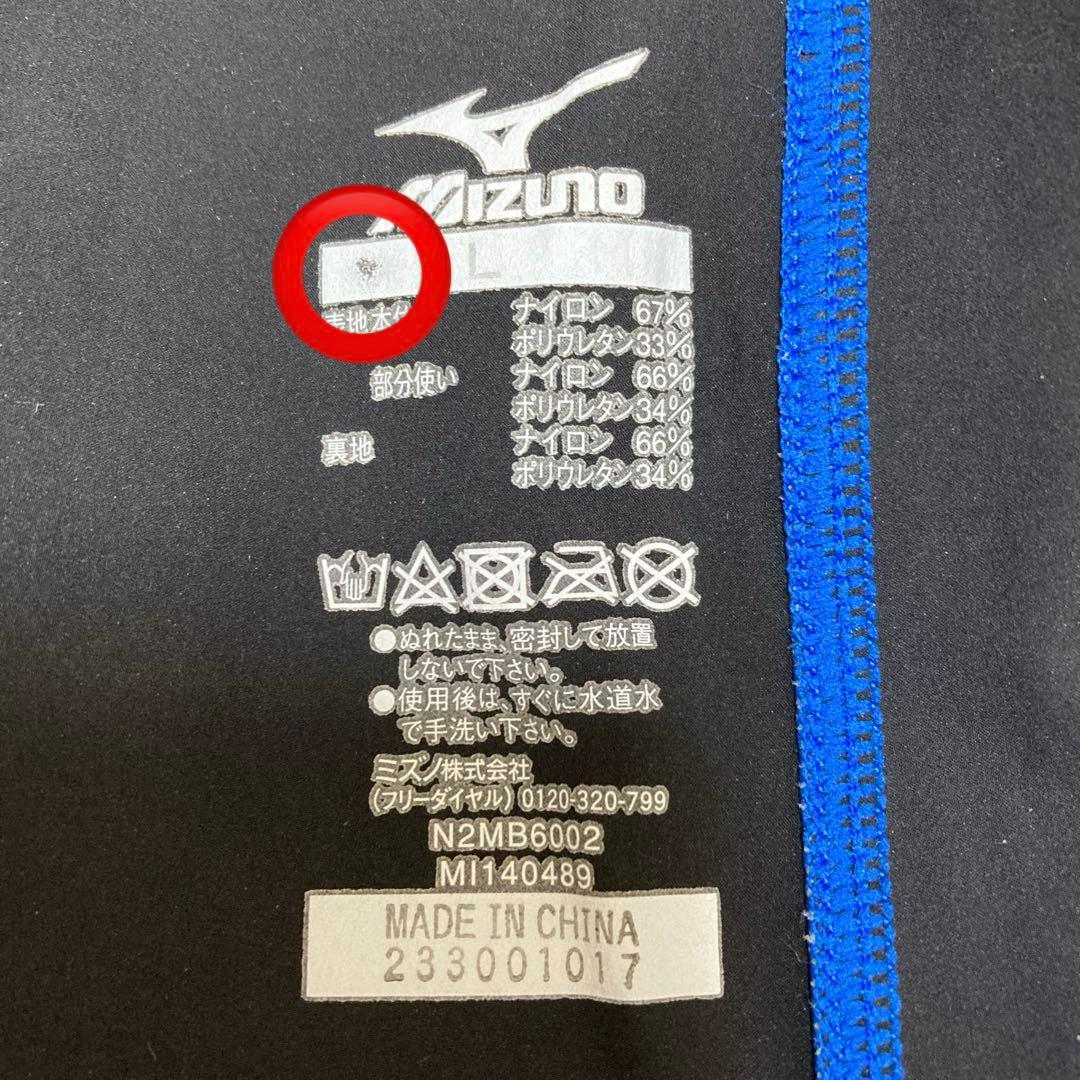 MIZUNO
L
表地 本体 ナイロン 67%
ポリウレタン33%
部分使い ナイロン 66%
ポリウレタン34%
裏地 ナイロン 66%
ポリウレタン34%
●ぬれたまま、密封して放置
しないで下さい。
●使用後は、すぐに水道水
で手洗い下さい。
ミズノ株式会社
(フリーダイヤル) 0120-320-799
N2MB6002
MI140489
MADE IN CHINA
233001017